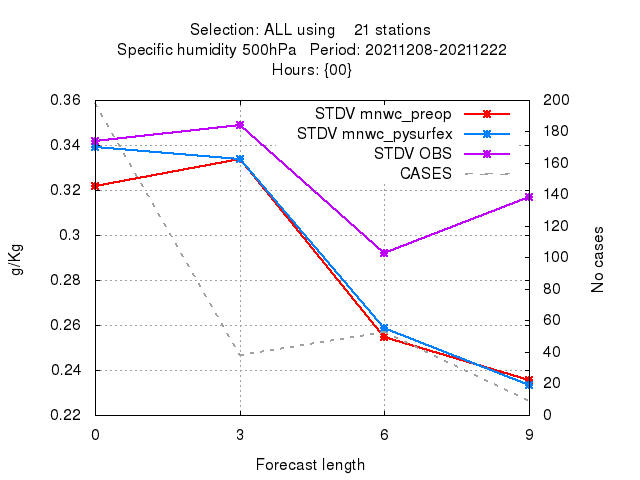 Selection: ALL using    21 stations
Specific humidity 500hPa   Period: 20211208-20211222
Hours: {00}
STDV mnwc_preop
STDV mnwc_pysurfex
STDV OBS
CASES
0.36
0.34
0.32
0.3
0.28
0.26
0.24
0.22
g/Kg
200
180
160
140
120
100
80
60
40
20
0
No cases
0 3 6 9
Forecast length